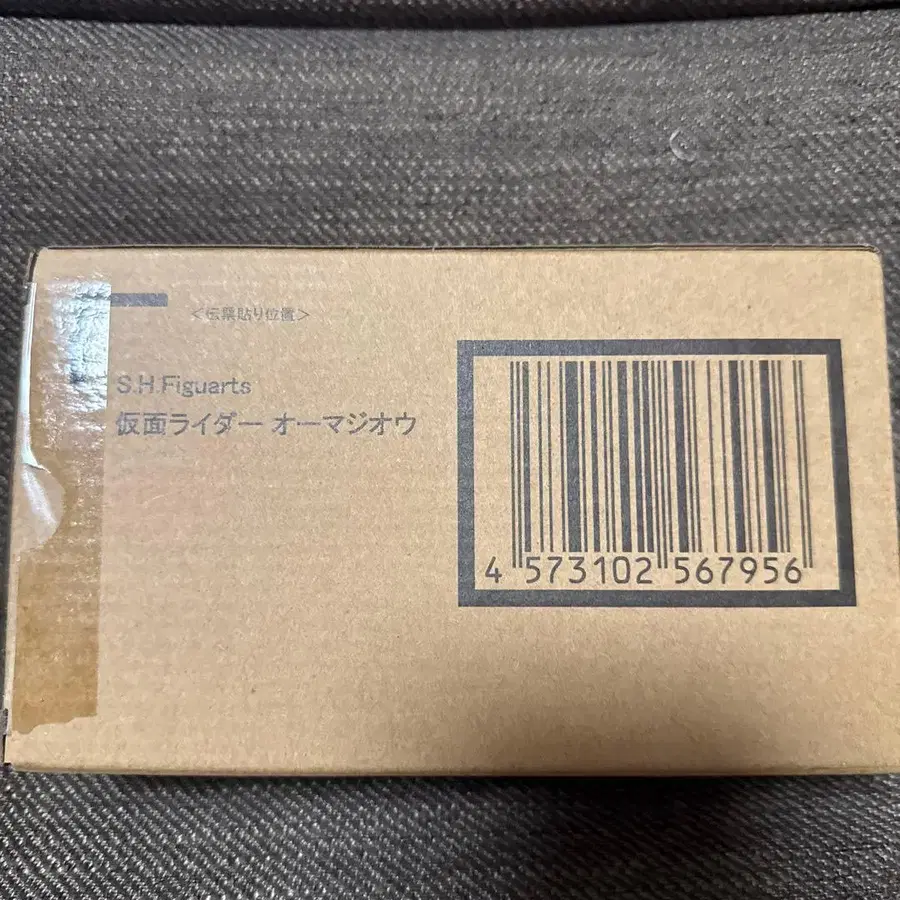 <伝票貼り位置>
S.H.Figuarts
仮面ライダー オーマジオウ
4 573102 567956